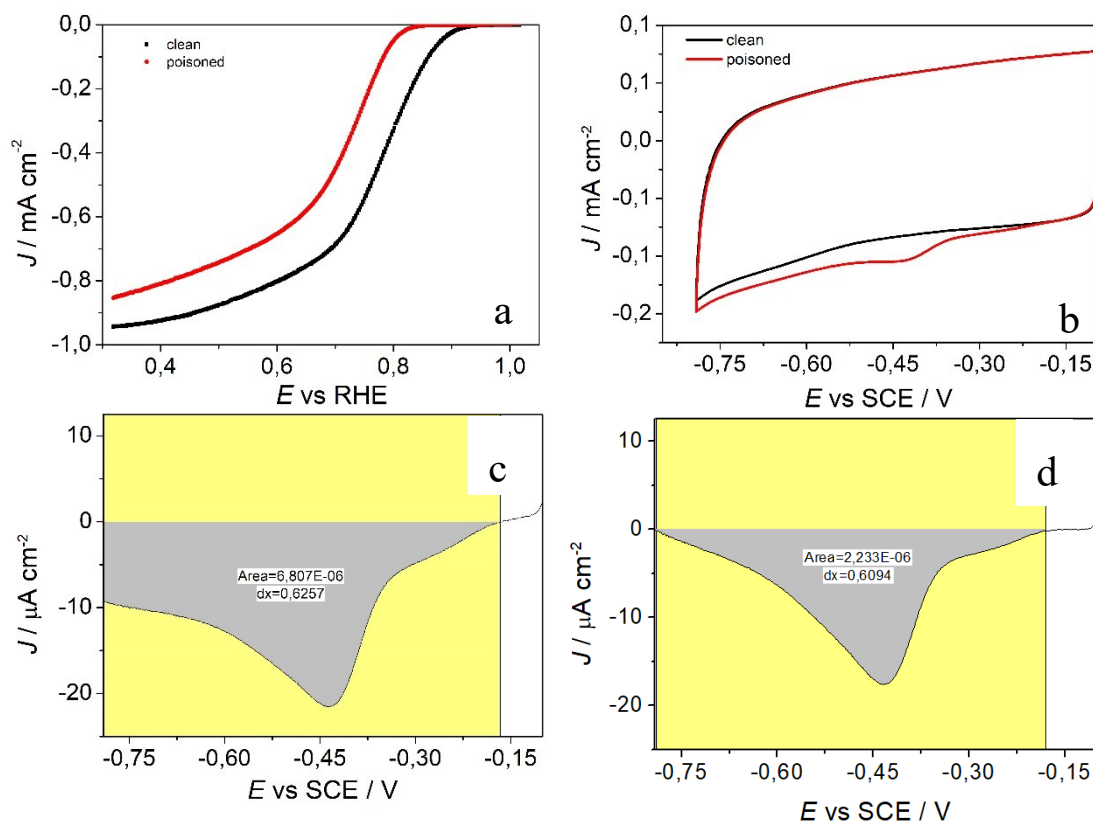 0,0
-0,2
-0,4
-0,6
-0,8
-1,0
J / mA cm-2
clean
poisoned
a
0,4 0,6 0,8 1,0
E vs RHE
0,1
0,1
0,0
-0,1
-0,1
-0,2
J / mA cm-2
clean
poisoned
b
-0,75 -0,60 -0,45 -0,30 -0,15
E vs SCE / V
10
0
-10
-20
J / μA cm-2
c
Area=6,807E-06
dx=0,6257
-0,75 -0,60 -0,45 -0,30 -0,15
E vs SCE / V
10
0
-10
-20
J / μA cm-2
d
Area=2,233E-06
dx=0,6094
-0,75 -0,60 -0,45 -0,30 -0,15
E vs SCE / V